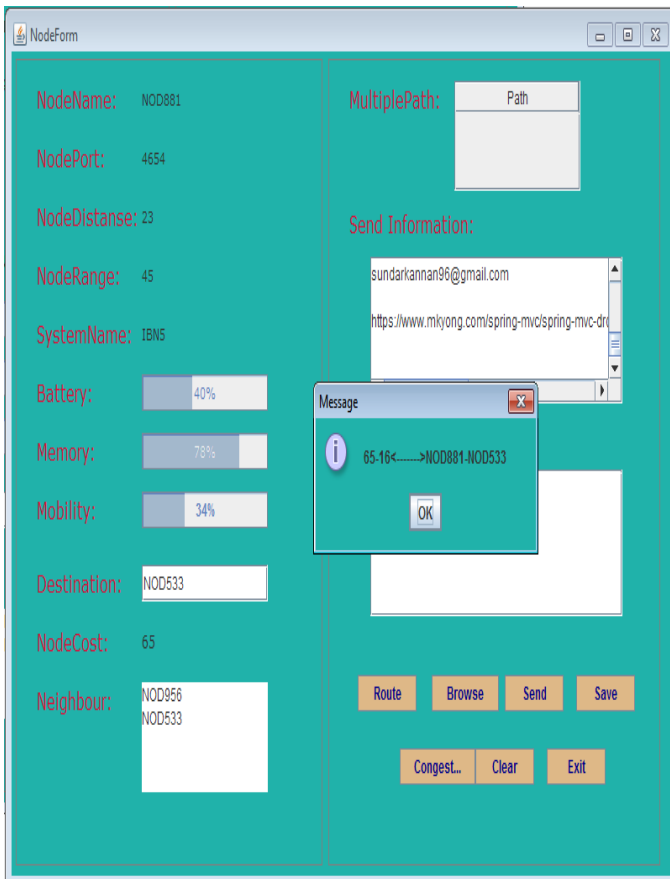 NodeForm
NodeName: NOD881
NodePort: 4654
NodeDistanse: 23
NodeRange: 45
SystemName: IBN5
Battery: 40%
Memory: 78%
Mobility: 34%
Destination: NOD533
NodeCost: 65
Neighbour: NOD956
NOD533
MultiplePath: Path
Send Information:
sundarkannan96@gmail.com
https://www.mkyong.com/spring-mvc/spring-mvc-dro
Message
65-16<------->NOD881-NOD533
OK
Route Browse Send Save
Congest... Clear Exit